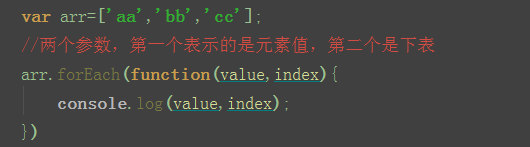 var arr=['aa','bb','cc'];
//两个参数，第一个表示的是元素值，第二个是下表
arr.forEach(function(value,index){
    console.log(value,index);
})